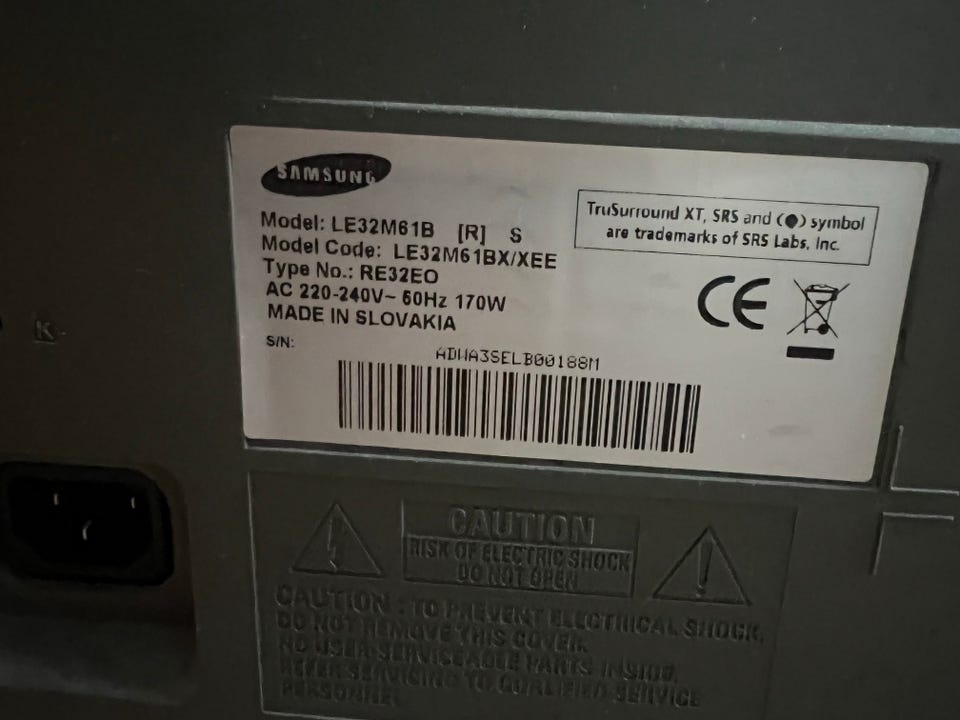 SAMSUNG
Model: LE32M61B [R] S
Model Code: LE32M61BX/XEE
Type No.: RE32EO
AC 220-240V~ 60Hz 170W
MADE IN SLOVAKIA
S/N:
ADWA3SELB00188M
TruSurround XT, SRS and (●) symbol
are trademarks of SRS Labs, Inc.
CE
K
CAUTION
RISK OF ELECTRIC SHOCK
DO NOT OPEN
CAUTION : TO PREVENT ELECTRICAL SHOCK,
DO NOT REMOVE THIS COVER.
NO USER SERVICEABLE PARTS INSIDE.
REFER SERVICING TO QUALIFIED SERVICE
PERSONNEL